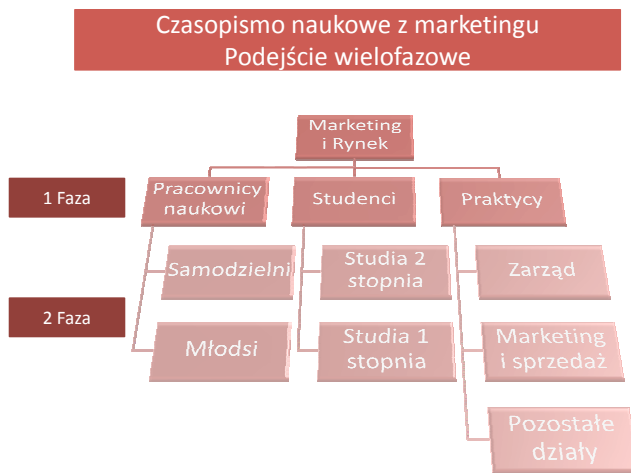 Czasopismo naukowe z marketingu
Podejście wielofazowe
Marketing
i Rynek
1 Faza
Pracownicy
naukowi
Studenci
Praktycy
Samodzielni
Studia 2
stopnia
Zarząd
2 Faza
Młodsi
Studia 1
stopnia
Marketing
i sprzedaż
Pozostałe
działy